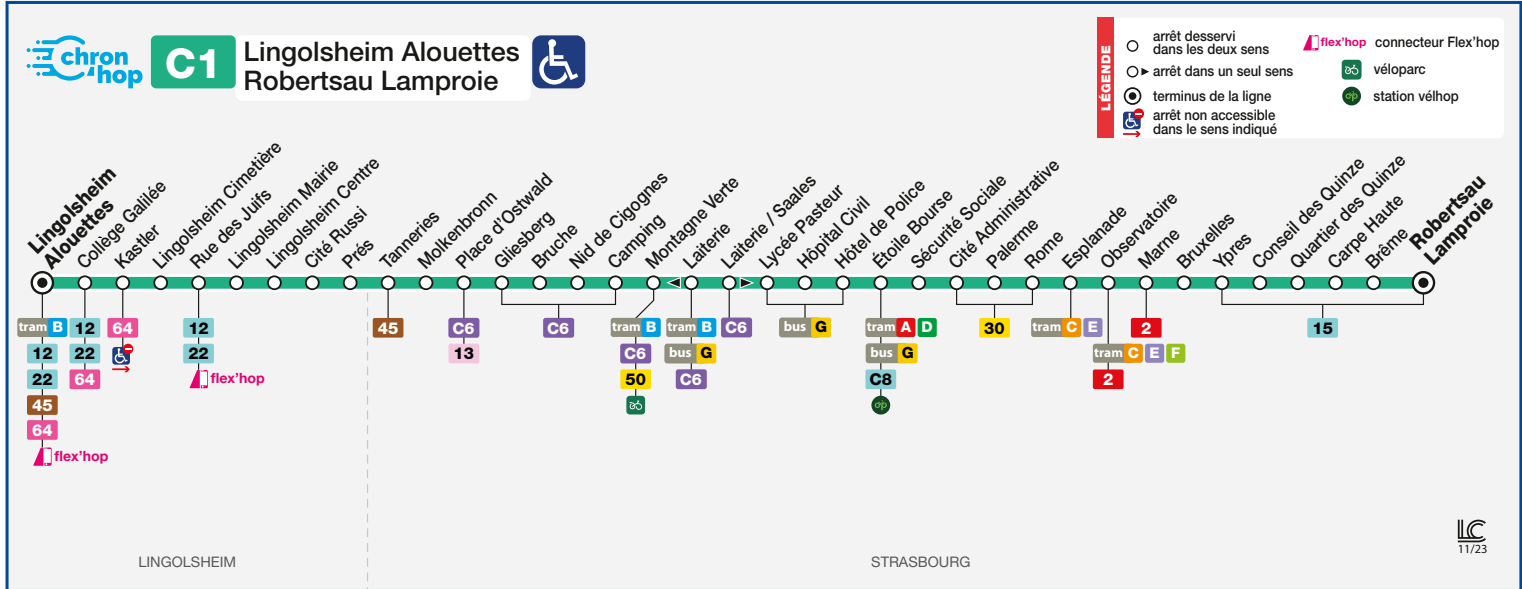 chron
hop
C1
Lingolsheim Alouettes
Robertsau Lamproie
LÉGENDE
arrêt desservi
dans les deux sens
arrêt dans un seul sens
terminus de la ligne
arrêt non accessible
dans le sens indiqué
flex'hop connecteur Flex'hop
véloparc
station vélhop
Lingolsheim
Alouettes
Collège Galilée
Kastler
Lingolsheim Cimetière
Rue des Juifs
Lingolsheim Mairie
Lingolsheim Centre
Cité Russi
Prés
Tanneries
Molkenbronn
Place d'Ostwald
Gliesberg
Bruche
Nid de Cigognes
Camping
Montagne Verte
Laiterie
Laiterie / Saales
Lycée Pasteur
Hôpital Civil
Hôtel de Police
Étoile Bourse
Sécurité Sociale
Cité Administrative
Palerme
Rome
Esplanade
Observatoire
Marne
Bruxelles
Ypres
Conseil des Quinze
Quartier des Quinze
Carpe Haute
Brême
Robertsau
Lamproie
tram B
12
22
45
64
flex'hop
12
22
64
64
12
22
flex'hop
45
C6
13
C6
tram B
C6
50
tram B
bus G
C6
C6
bus G
tram A D
bus G
C8
30
tram C E
tram C E F
2
2
15
LINGOLSHEIM
STRASBOURG
LC
11/23